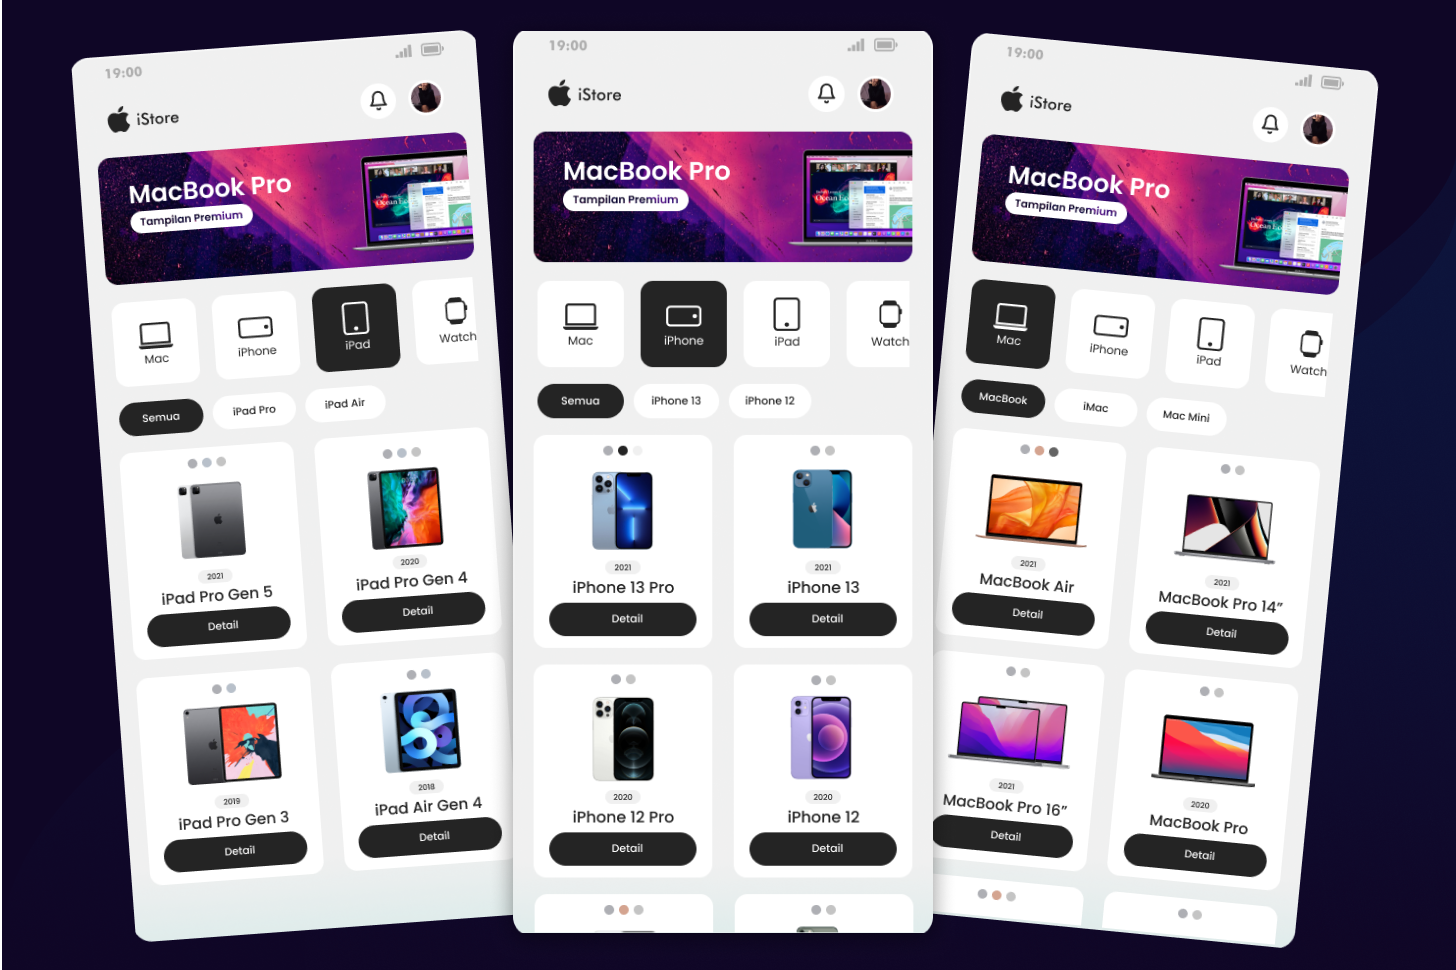 19:00
iStore
MacBook Pro
Tampilan Premium
Mac
iPhone
iPad
Watch
Semua
iPad Pro
iPad Air
2021
iPad Pro Gen 5
Detail
2020
iPad Pro Gen 4
Detail
2019
iPad Pro Gen 3
Detail
2018
iPad Air Gen 4
Detail
19:00
iStore
MacBook Pro
Tampilan Premium
Mac
iPhone
iPad
Watch
Semua
iPhone 13
iPhone 12
2021
iPhone 13 Pro
Detail
2021
iPhone 13
Detail
2020
iPhone 12 Pro
Detail
2020
iPhone 12
Detail
19:00
iStore
MacBook Pro
Tampilan Premium
Mac
iPhone
iPad
Watch
MacBook
iMac
Mac Mini
2021
MacBook Air
Detail
2021
MacBook Pro 14”
Detail
2021
MacBook Pro 16”
Detail
2020
MacBook Pro
Detail